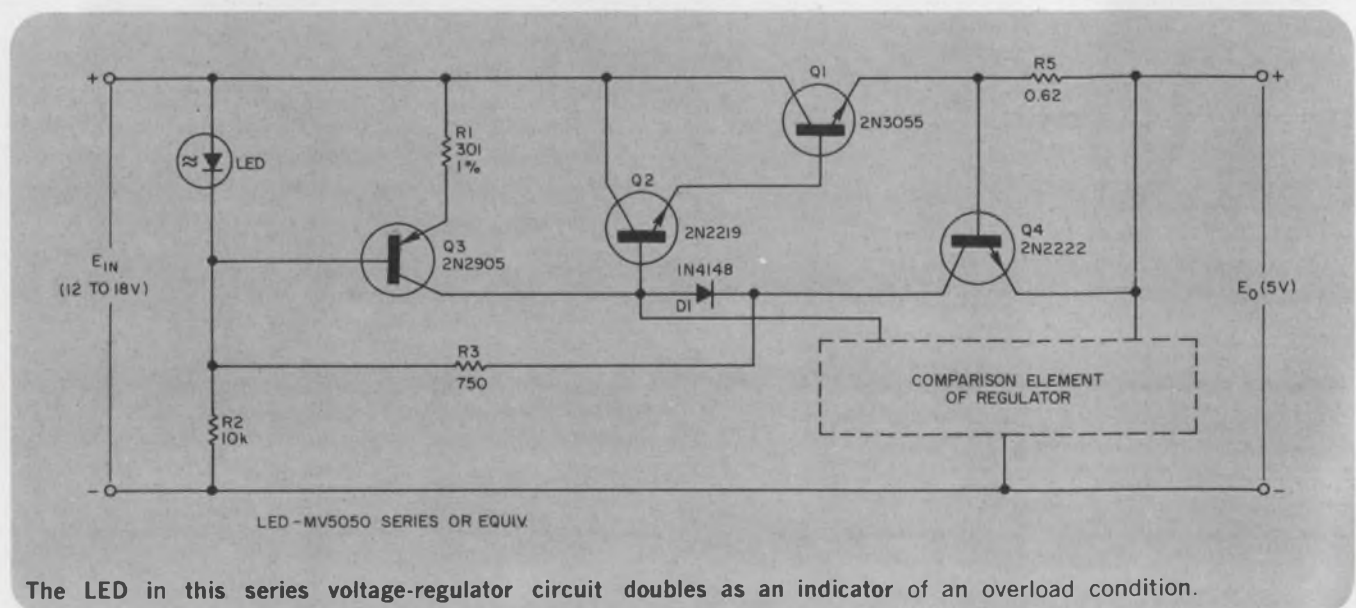 +
EIN
(12 TO 18V)
-
LED
R1
301
1%
Q3
2N2905
R2
10k
R3
750
Q2
2N2219
1N4148
D1
Q1
2N3055
R5
0.62
Q4
2N2222
COMPARISON ELEMENT
OF REGULATOR
+
EO (5V)
-
LED-MV5050 SERIES OR EQUIV.
The LED in this series voltage-regulator circuit doubles as an indicator of an overload condition.